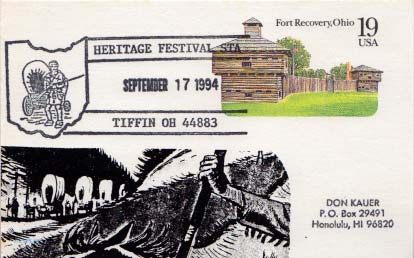 HERITAGE FESTIVAL STA
SEPTEMBER 17 1994
TIFFIN OH 44883
Fort Recovery, Ohio 19
USA
DON KAUER
P.O. Box 29491
Honolulu, HI 96820